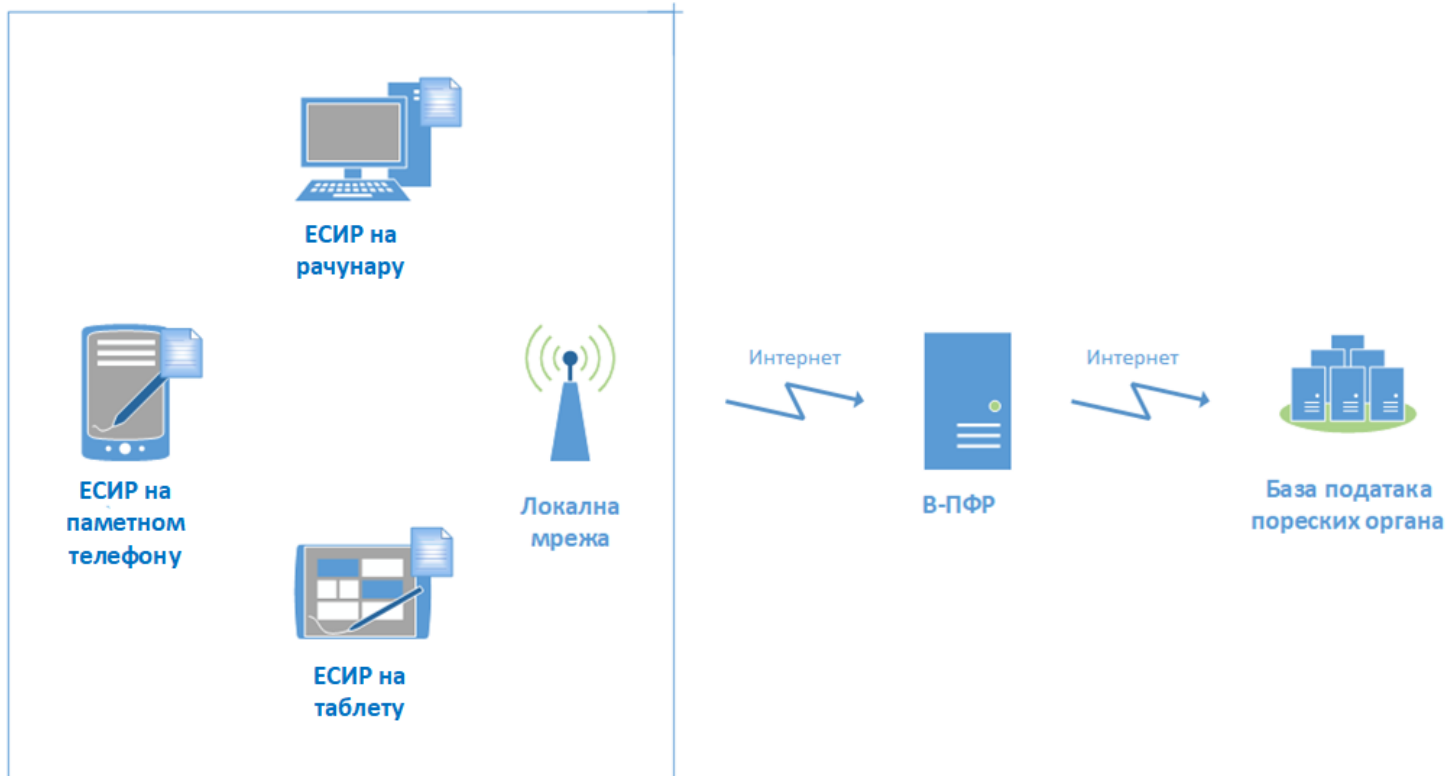 ЕСИР на
рачунару
ЕСИР на
паметном
телефону
ЕСИР на
таблету
Локална
мрежа
Интернет
В-ПФР
Интернет
База података
пореских органа